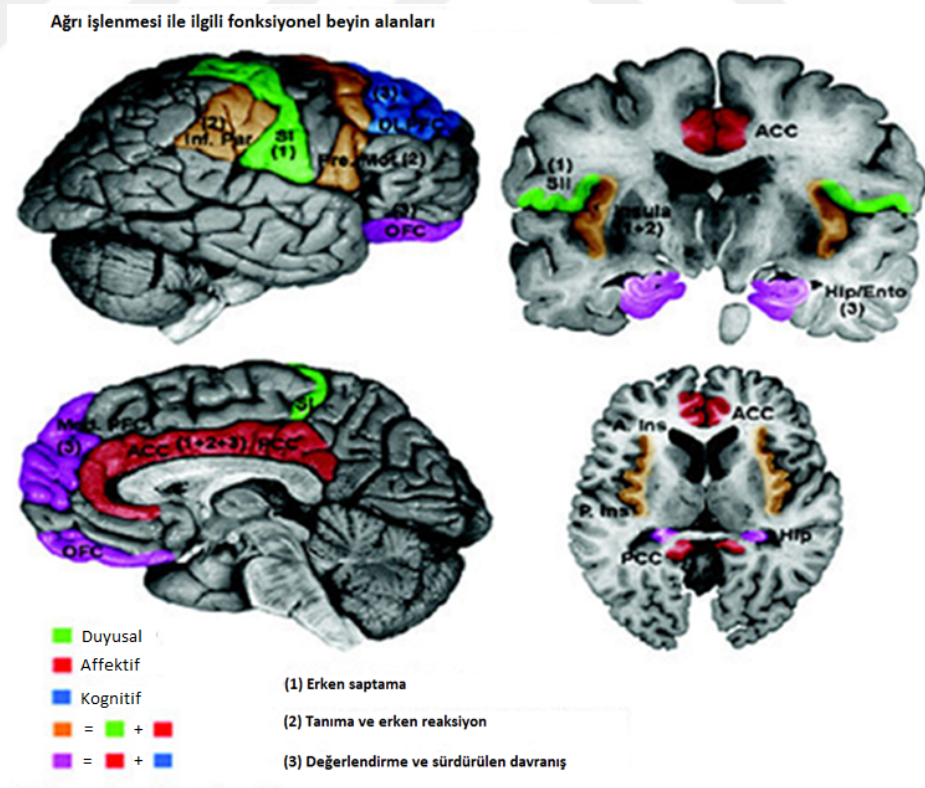 Ağrı işlenmesi ile ilgili fonksiyonel beyin alanları
(3)
DLPFC
(2)
Inf. Par
SI
(1)
Pre. Mot (2)
(3)
OFC
ACC
(1)
SII
Insula
(1+2)
Hip/Ento
(3)
Med. PFC
(3)
ACC (1+2+3) /PCC
SI
OFC
ACC
A. Ins
P. Ins
Hip
PCC
Duyusal
Affektif
Kognitif
= +
= +
(1) Erken saptama
(2) Tanıma ve erken reaksiyon
(3) Değerlendirme ve sürdürülen davranış